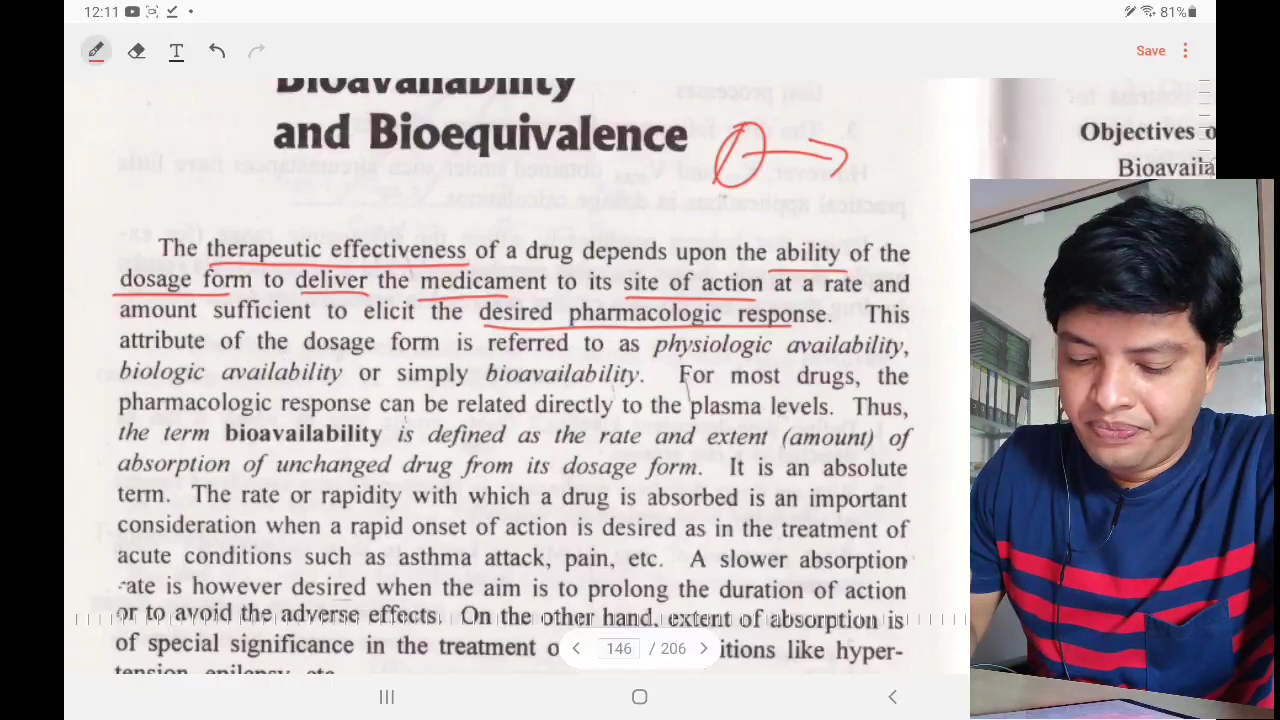 12:11
81%
T
Save
Bioavailability
and Bioequivalence
The therapeutic effectiveness of a drug depends upon the ability of the
dosage form to deliver the medicament to its site of action at a rate and
amount sufficient to elicit the desired pharmacologic response. This
attribute of the dosage form is referred to as physiologic availability,
biologic availability or simply bioavailability. For most drugs, the
pharmacologic response can be related directly to the plasma levels. Thus,
the term bioavailability is defined as the rate and extent (amount) of
absorption of unchanged drug from its dosage form. It is an absolute
term. The rate or rapidity with which a drug is absorbed is an important
consideration when a rapid onset of action is desired as in the treatment of
acute conditions such as asthma attack, pain, etc. A slower absorption
rate is however desired when the aim is to prolong the duration of action
or to avoid the adverse effects. On the other hand, extent of absorption is
of special significance in the treatment o itions like hyper-
tension epilepsy etc
146 / 206
Objectives o
Bioavaila